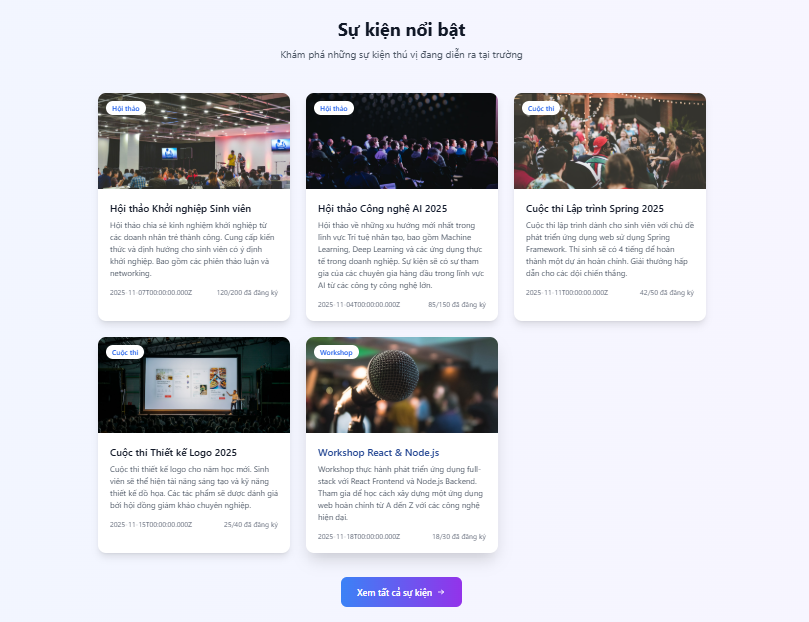 Sự kiện nổi bật
Khám phá những sự kiện thú vị đang diễn ra tại trường
Hội thảo
Hội thảo Khởi nghiệp Sinh viên
Hội thảo chia sẻ kinh nghiệm khởi nghiệp từ
các doanh nhân trẻ thành công. Cung cấp kiến
thức và định hướng cho sinh viên có ý định
khởi nghiệp. Bao gồm các phiên thảo luận và
networking.
2025-11-07T00:00:00.000Z 120/200 đã đăng ký
Hội thảo
Hội thảo Công nghệ AI 2025
Hội thảo về những xu hướng mới nhất trong
lĩnh vực Trí tuệ nhân tạo, bao gồm Machine
Learning, Deep Learning và các ứng dụng thực
tế trong doanh nghiệp. Sự kiện sẽ có sự tham
gia của các chuyên gia hàng đầu trong lĩnh vực
AI từ các công ty công nghệ lớn.
2025-11-04T00:00:00.000Z 85/150 đã đăng ký
Cuộc thi
Cuộc thi Lập trình Spring 2025
Cuộc thi lập trình dành cho sinh viên với chủ đề
phát triển ứng dụng web sử dụng Spring
Framework. Thí sinh sẽ có 4 tiếng để hoàn
thành một dự án hoàn chỉnh. Giải thưởng hấp
dẫn cho các đội chiến thắng.
2025-11-11T00:00:00.000Z 42/50 đã đăng ký
Cuộc thi
Cuộc thi Thiết kế Logo 2025
Cuộc thi thiết kế logo cho năm học mới. Sinh
viên sẽ thể hiện tài năng sáng tạo và kỹ năng
thiết kế đồ họa. Các tác phẩm sẽ được đánh giá
bởi hội đồng giám khảo chuyên nghiệp.
2025-11-15T00:00:00.000Z 25/40 đã đăng ký
Workshop
Workshop React & Node.js
Workshop thực hành phát triển ứng dụng full-
stack với React Frontend và Node.js Backend.
Tham gia để học cách xây dựng một ứng dụng
web hoàn chỉnh từ A đến Z với các công nghệ
hiện đại.
2025-11-18T00:00:00.000Z 18/30 đã đăng ký
Xem tất cả sự kiện →